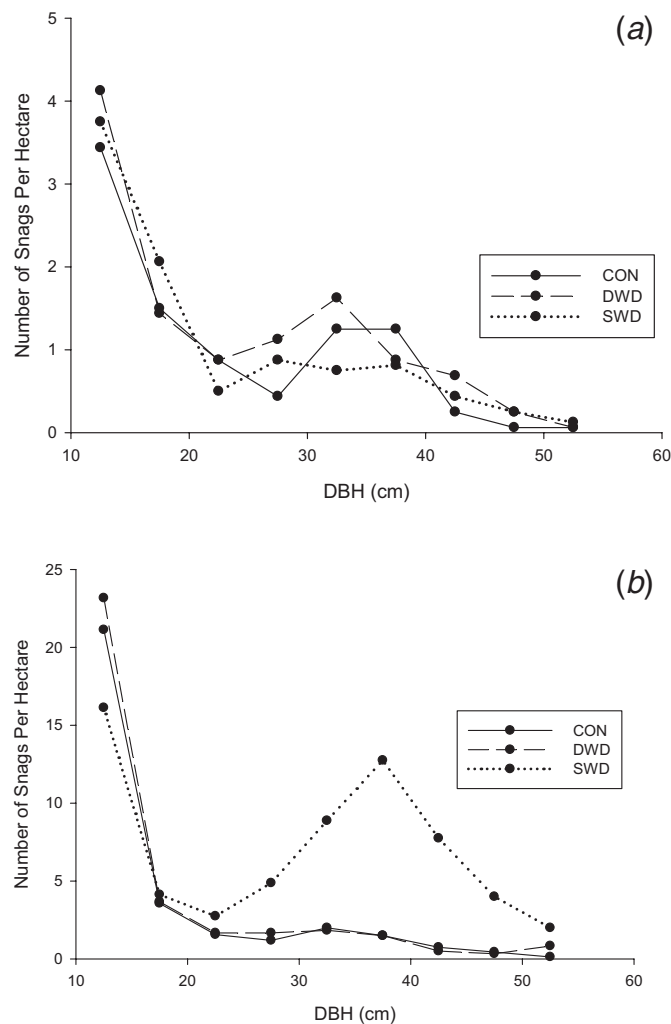 (a)
Number of Snags Per Hectare
5
4
3
2
1
0
CON
DWD
SWD
10 20 30 40 50 60
DBH (cm)
(b)
Number of Snags Per Hectare
25
20
15
10
5
0
CON
DWD
SWD
10 20 30 40 50 60
DBH (cm)